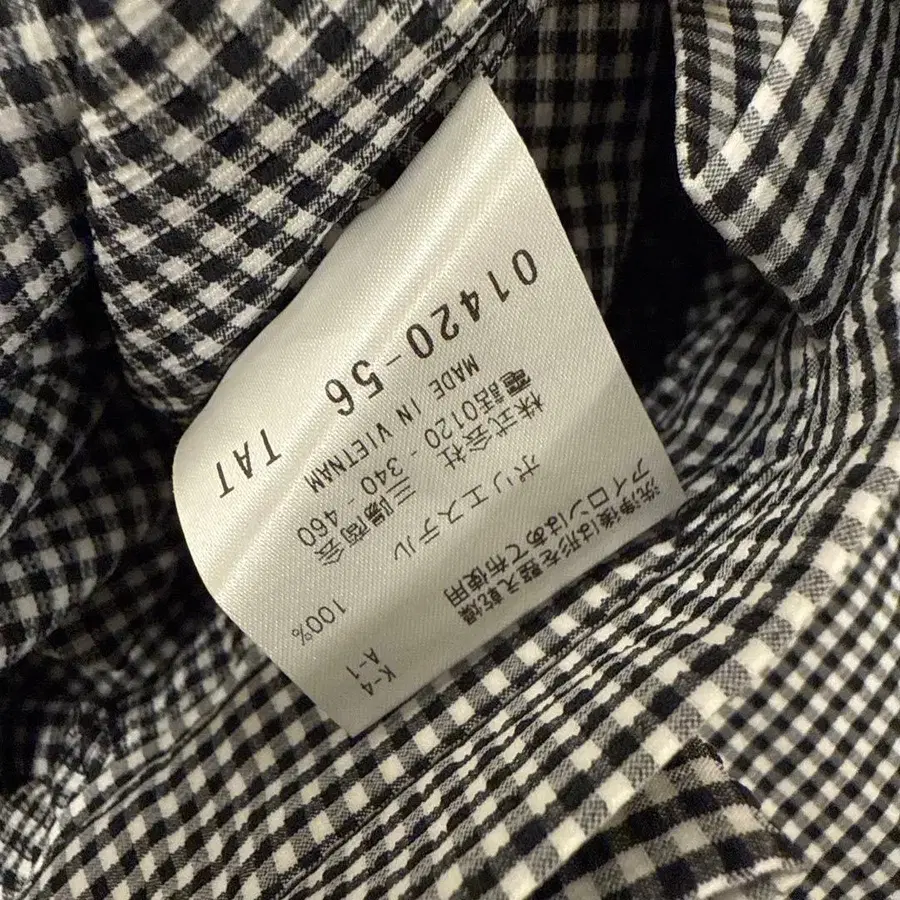 洗浄後は形を整え乾燥 K-4
アイロンはあて布使用 A-1
ポリエステル 100%
株式会社 三陽商会
電話0120-340-460
MADE IN VIETNAM
01420-56 TAT